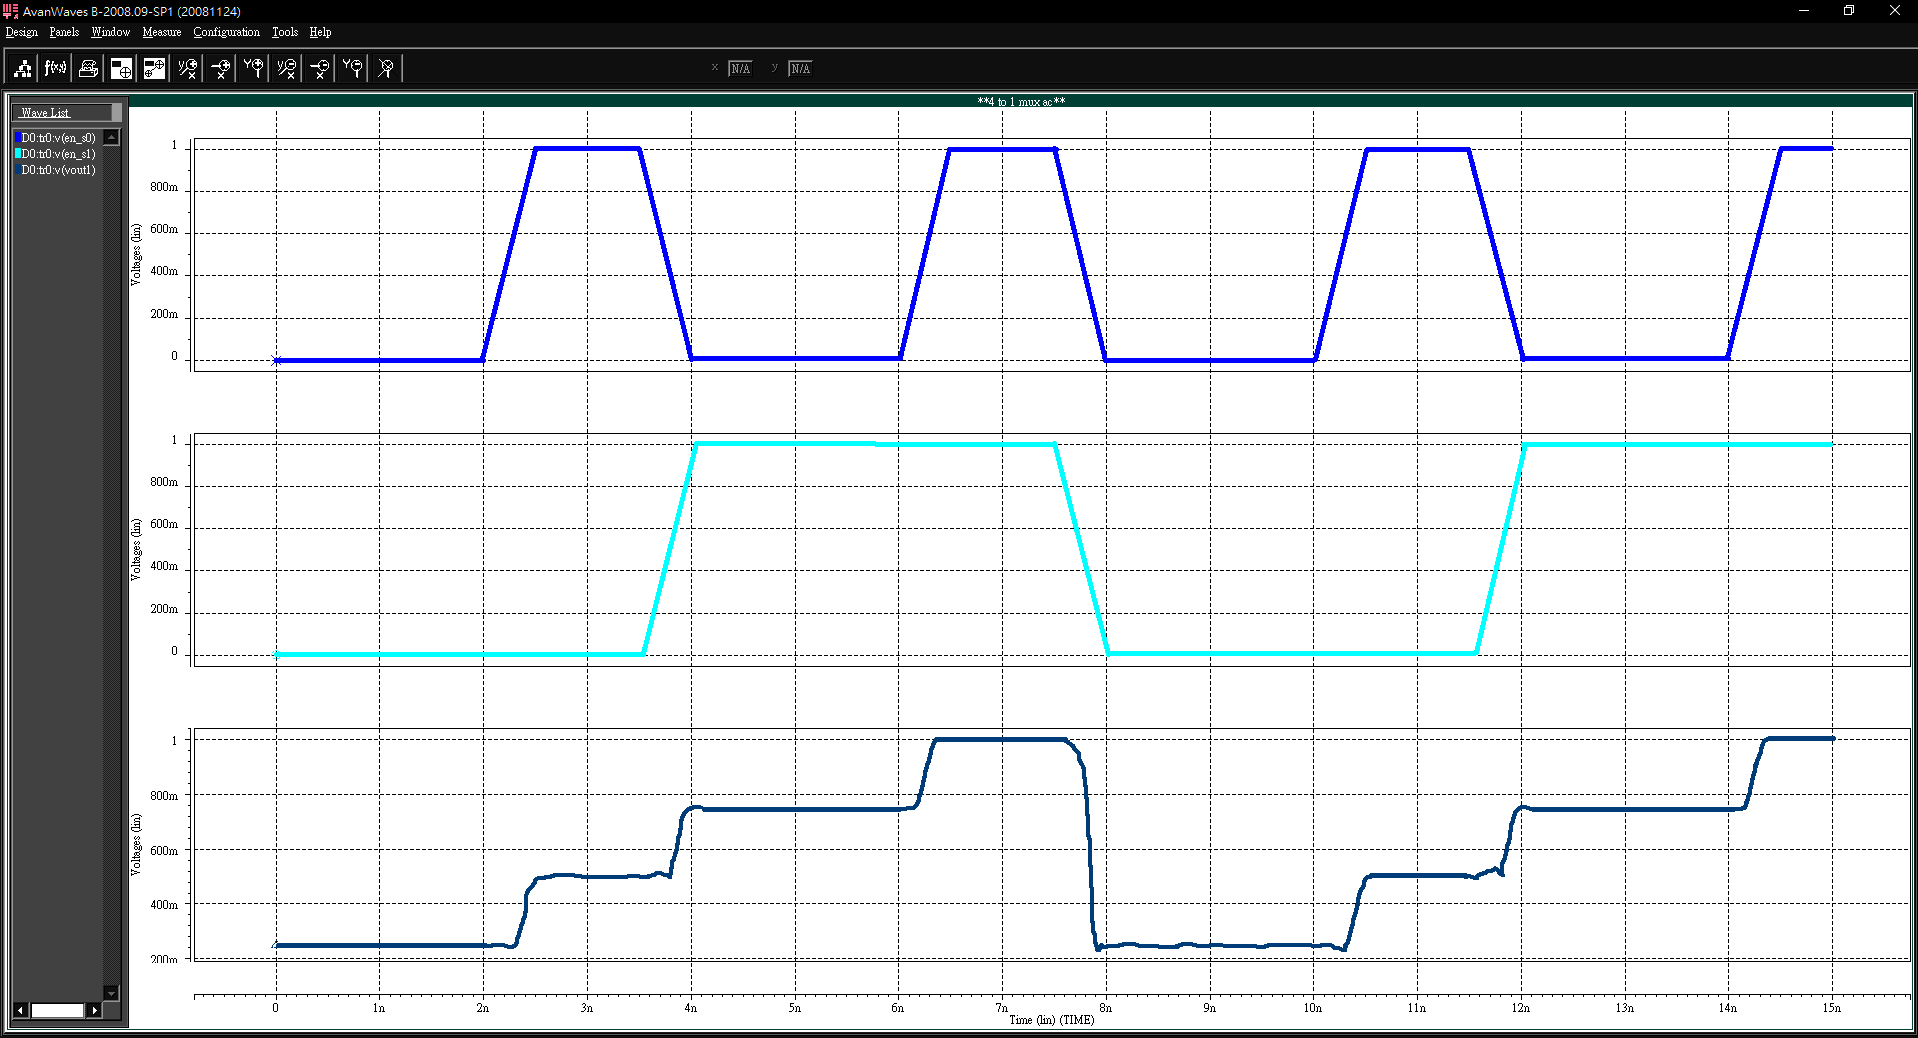 AvanWaves B-2008.09-SP1 (20081124)
Design Panels Window Measure Configuration Tools Help
f(x,y) x N/A y N/A
**4 to 1 mux ac**
Wave List
D0:tr0:v(en_s0)
D0:tr0:v(en_s1)
D0:tr0:v(vout1)
Voltages (lin)
1
800m
600m
400m
200m
0
Voltages (lin)
1
800m
600m
400m
200m
0
Voltages (lin)
1
800m
600m
400m
200m
0 1n 2n 3n 4n 5n 6n 7n 8n 9n 10n 11n 12n 13n 14n 15n
Time (lin) (TIME)